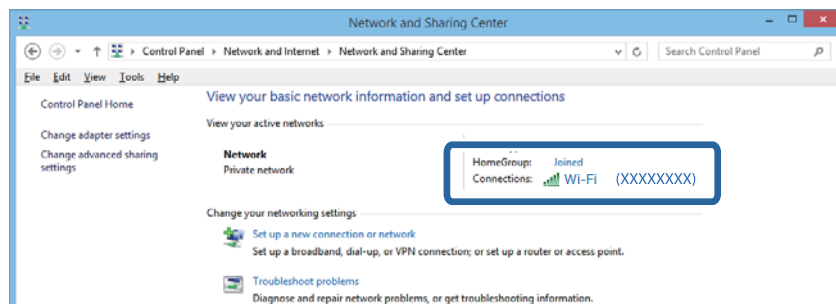 Network and Sharing Center
Control Panel Network and Internet Network and Sharing Center
Search Control Panel
File Edit View Tools Help
Control Panel Home
Change adapter settings
Change advanced sharing
settings
View your basic network information and set up connections
View your active networks
Network
Private network
HomeGroup: Joined
Connections: Wi-Fi (XXXXXXXX)
Change your networking settings
Set up a new connection or network
Set up a broadband, dial-up, or VPN connection; or set up a router or access point.
Troubleshoot problems
Diagnose and repair network problems, or get troubleshooting information.